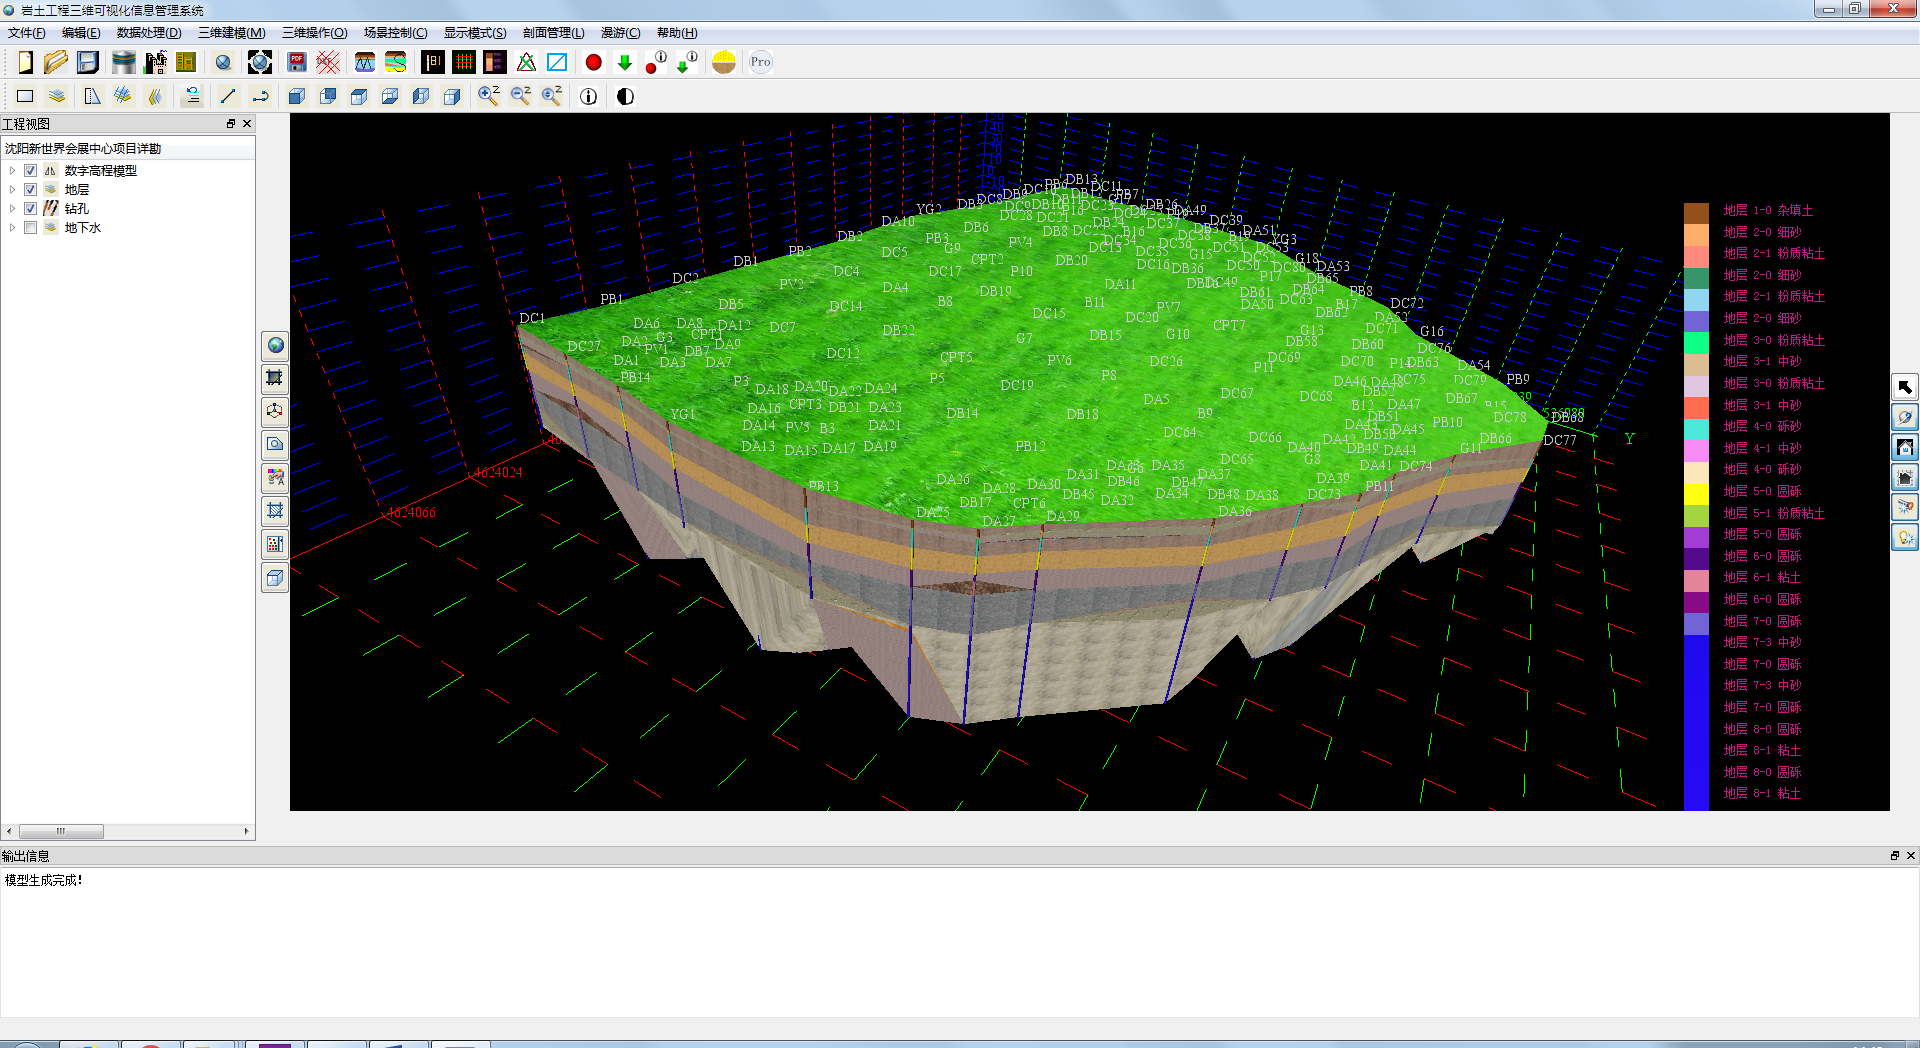 岩土工程三维可视化信息管理系统
文件(F) 编辑(E) 数据处理(D) 三维建模(M) 三维操作(O) 场景控制(C) 显示模式(S) 剖面管理(L) 漫游(C) 帮助(H)
PDF
Pro
工程视图
沈阳新世界会展中心项目详勘
数字高程模型
地层
钻孔
地下水
DB13
PB6 DC11
DC8 DB9 DC10 DB12 PB7
YG2 DB3 DC9 DB10 DC23 DB26 DA49
DA10 DC28 DC21 DB24 DC37 DC39
DB2 DB6 DB8 B16 DB37 DA51
PB2 DC5 PB3 G9 PV4 DC13 DC34 DC36 DC38 YG3
DB1 CPT2 DB20 DC35 G15 DC51 G18
DC2 DC4 DC17 P10 DC16 DB36 DC50 DC80 DA53
PB1 PV2 DA4 DB19 DA11 DC49 P17 DB65
DB5 DC14 B8 B11 PV7 DA50 DB61 DC63 DB64 PB8
DC1 DA6 DA8 DA12 DC7 DB22 DC15 DC20 CPT7 DB62 B17 DC72
DC27 DA2 G3 CPT1 DA9 G7 DB15 G10 G13 DC71 DA52 G16
PV1 DB7 DC12 DB58 DB60 DC76
DA1 DA3 DA7 CPT5 PV6 DC26 DC69 DC70 P14 DB63 DA54
PB14 P3 P5 DC19 P8 P11 DA46 DC75 DC79 PB9
DA18 DA20 DA22 DA24 DC67 DC68 DB52 DB67
YG1 DA16 CPT3 DB21 DA23 DB14 DB18 DA5 B9 B12 DA47 DB51 B15 DC78 DB68
DA14 PV5 B3 DA21 DC64 DA43 DA45 PB10
DA13 DA15 DA17 DA19 PB12 DC66 DA42 DB50 DB66 DC77
DA40 DB49 DA44 G11
DC65 G8 DA41 DC74
DA26 DA31 DA35 DA37 DA39
PB13 DA28 DA30 DB46 DB47 PB11
DB17 CPT6 DB45 DA32 DA34 DB48 DA38 DC73
DA25 DA27 DA29 DA36
Y
4624024
4624066
地层 1-0 杂填土
地层 2-0 细砂
地层 2-1 粉质粘土
地层 2-0 细砂
地层 2-1 粉质粘土
地层 2-0 细砂
地层 3-0 粉质粘土
地层 3-1 中砂
地层 3-0 粉质粘土
地层 3-1 中砂
地层 4-0 砾砂
地层 4-1 中砂
地层 4-0 砾砂
地层 5-0 圆砾
地层 5-1 粉质粘土
地层 5-0 圆砾
地层 6-0 圆砾
地层 6-1 粘土
地层 6-0 圆砾
地层 7-0 圆砾
地层 7-3 中砂
地层 7-0 圆砾
地层 7-3 中砂
地层 7-0 圆砾
地层 8-0 圆砾
地层 8-1 粘土
地层 8-0 圆砾
地层 8-1 粘土
输出信息
模型生成完成!